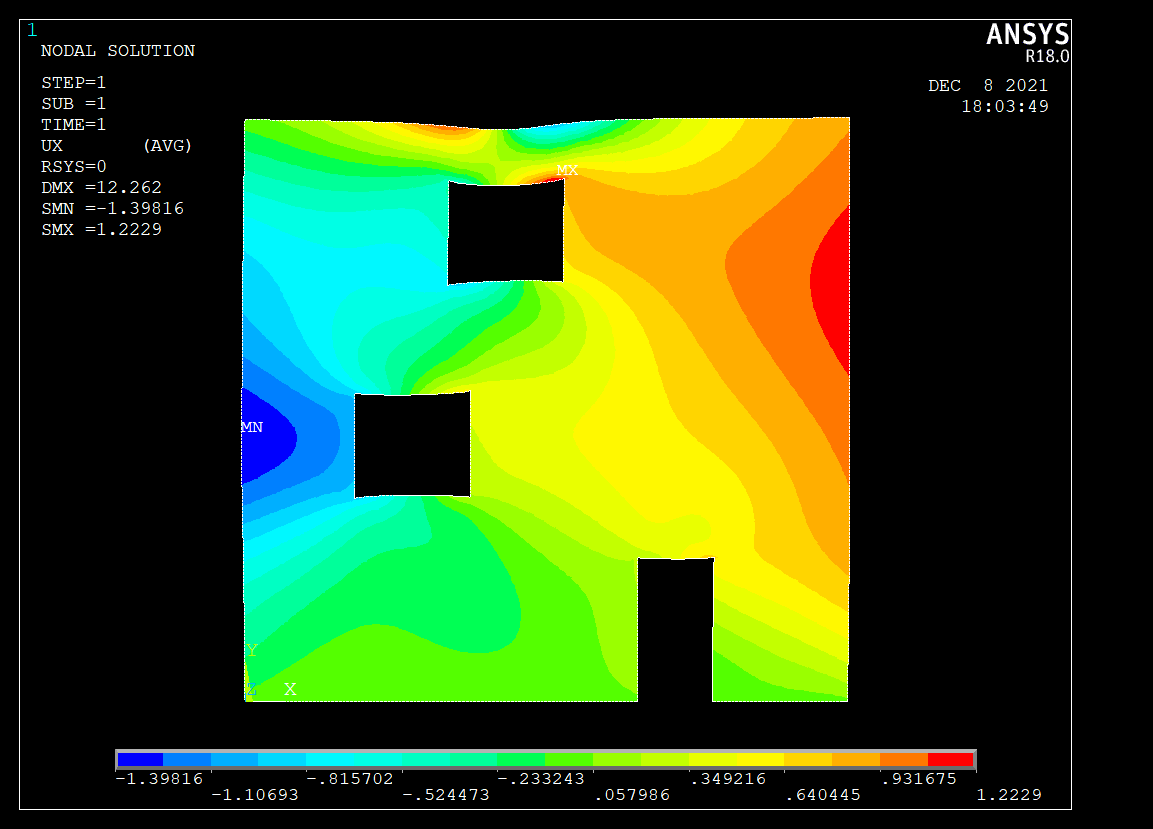 1
ANSYS
R18.0
NODAL SOLUTION
DEC 8 2021
18:03:49
STEP=1
SUB =1
TIME=1
UX (AVG)
RSYS=0
DMX =12.262
SMN =-1.39816
SMX =1.2229
MX
MN
Y
Z X
-1.39816 -.815702 -.233243 .349216 .931675
-1.10693 -.524473 .057986 .640445 1.2229